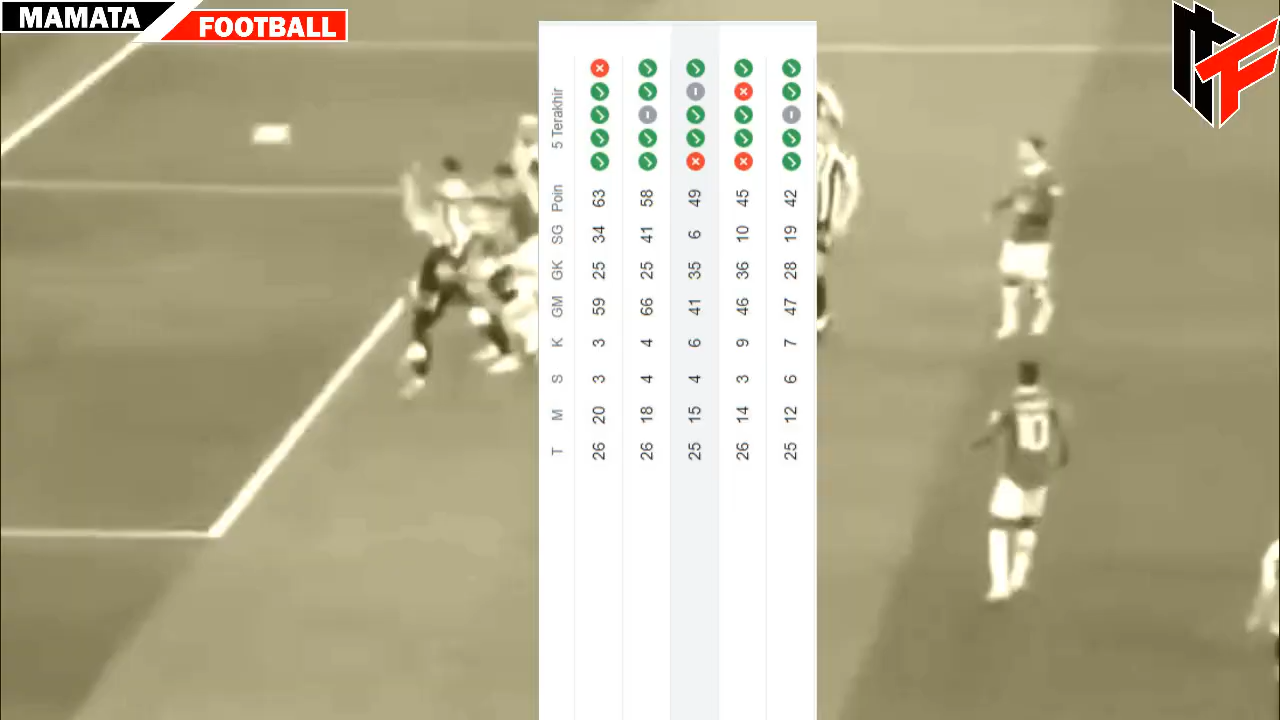 MAMATA
FOOTBALL
T M S K GM GK SG Poin 5 Terakhir
26 20 3 3 59 25 34 63
26 18 4 4 66 25 41 58
25 15 4 6 41 35 6 49
26 14 3 9 46 36 10 45
25 12 6 7 47 28 19 42
10